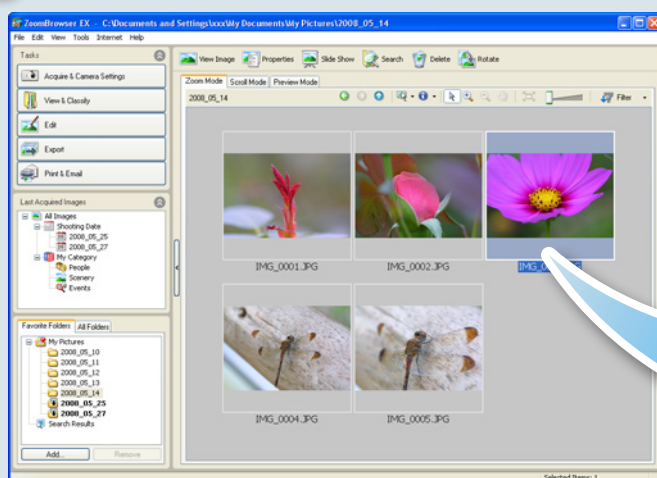 ZoomBrowser EX - C:\Documents and Settings\xxx\My Documents\My Pictures\2008_05_14
File Edit View Tools Internet Help
Tasks
Acquire & Camera Settings
View & Classify
Edit
Export
Print & Email
View Image Properties Slide Show Search Delete Rotate
Zoom Mode Scroll Mode Preview Mode
2008_05_14
Filter
Last Acquired Images
All Images
Shooting Date
2008_05_25
2008_05_27
My Category
People
Scenery
Events
Favorite Folders All Folders
My Pictures
2008_05_10
2008_05_11
2008_05_12
2008_05_13
2008_05_14
2008_05_25
2008_05_27
Search Results
Add... Remove
IMG_0001.JPG IMG_0002.JPG
IMG_0004.JPG IMG_0005.JPG
Selected Items: 1